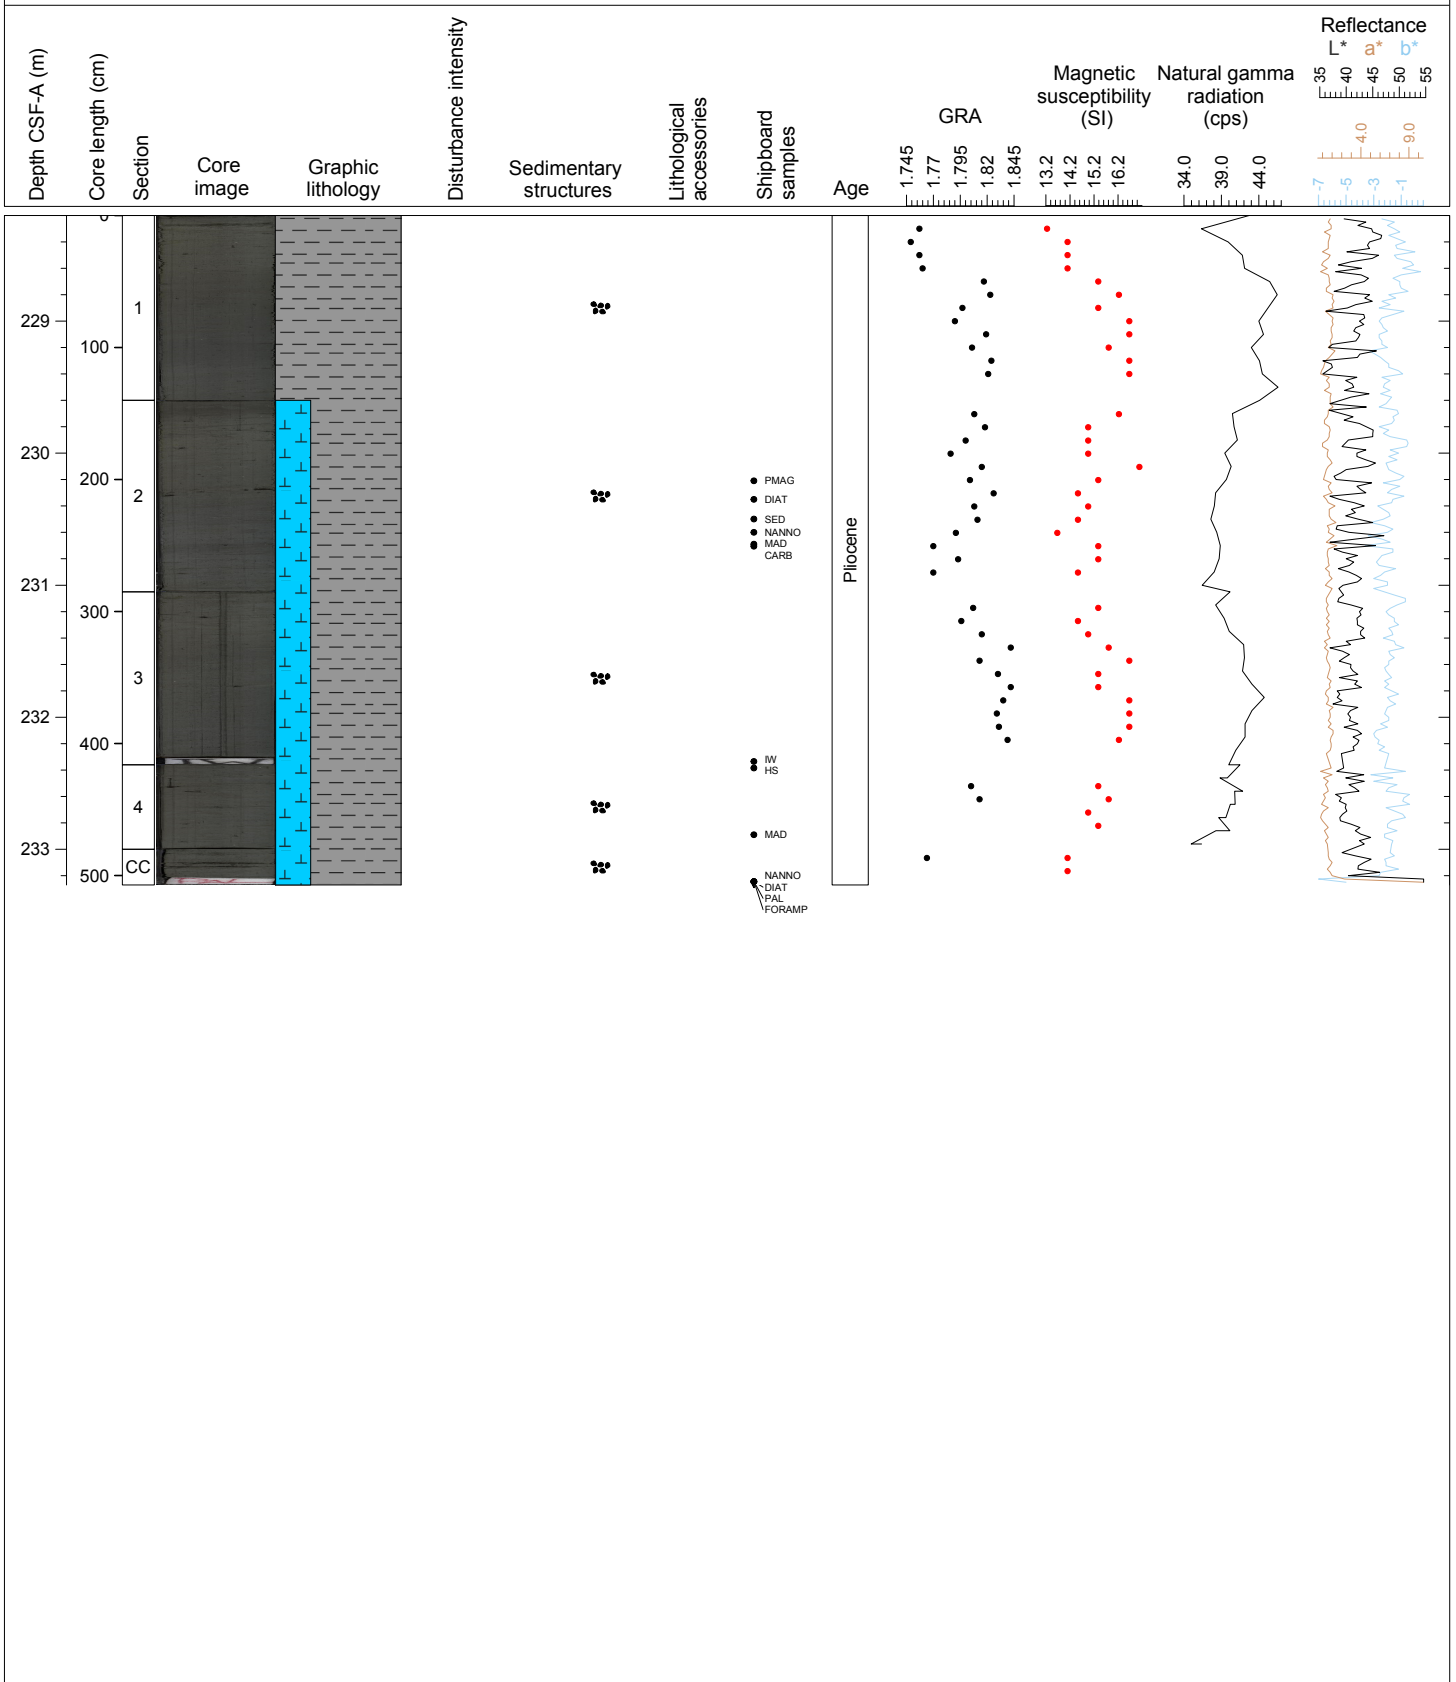 Depth CSF-A (m)
Core length (cm)
Section
Core
image
Graphic
lithology
Disturbance intensity
Sedimentary
structures
Lithological
accessories
Shipboard
samples
Age
GRA
1.745
1.77
1.795
1.82
1.845
Magnetic
susceptibility
(SI)
13.2
14.2
15.2
16.2
Natural gamma
radiation
(cps)
34.0
39.0
44.0
Reflectance
L* a* b*
35
40
45
50
55
4.0
9.0
-7
-5
-3
-1
0
1
229
100
230
200
2
PMAG
DIAT
SED
NANNO
MAD
CARB
Pliocene
231
300
3
232
400
IW
HS
4
MAD
233
CC
500
NANNO
DIAT
PAL
FORAMP